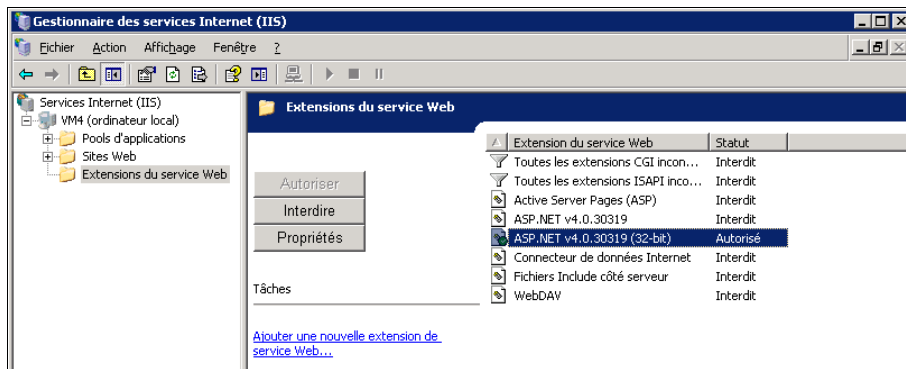 Gestionnaire des services Internet (IIS)
Fichier Action Affichage Fenêtre ?
Services Internet (IIS)
VM4 (ordinateur local)
Pools d'applications
Sites Web
Extensions du service Web
Extensions du service Web
Autoriser
Interdire
Propriétés
Tâches
Ajouter une nouvelle extension de
service Web...
Extension du service Web Statut
Toutes les extensions CGI incon... Interdit
Toutes les extensions ISAPI inco... Interdit
Active Server Pages (ASP) Interdit
ASP.NET v4.0.30319 Interdit
ASP.NET v4.0.30319 (32-bit) Autorisé
Connecteur de données Internet Interdit
Fichiers Include côté serveur Interdit
WebDAV Interdit